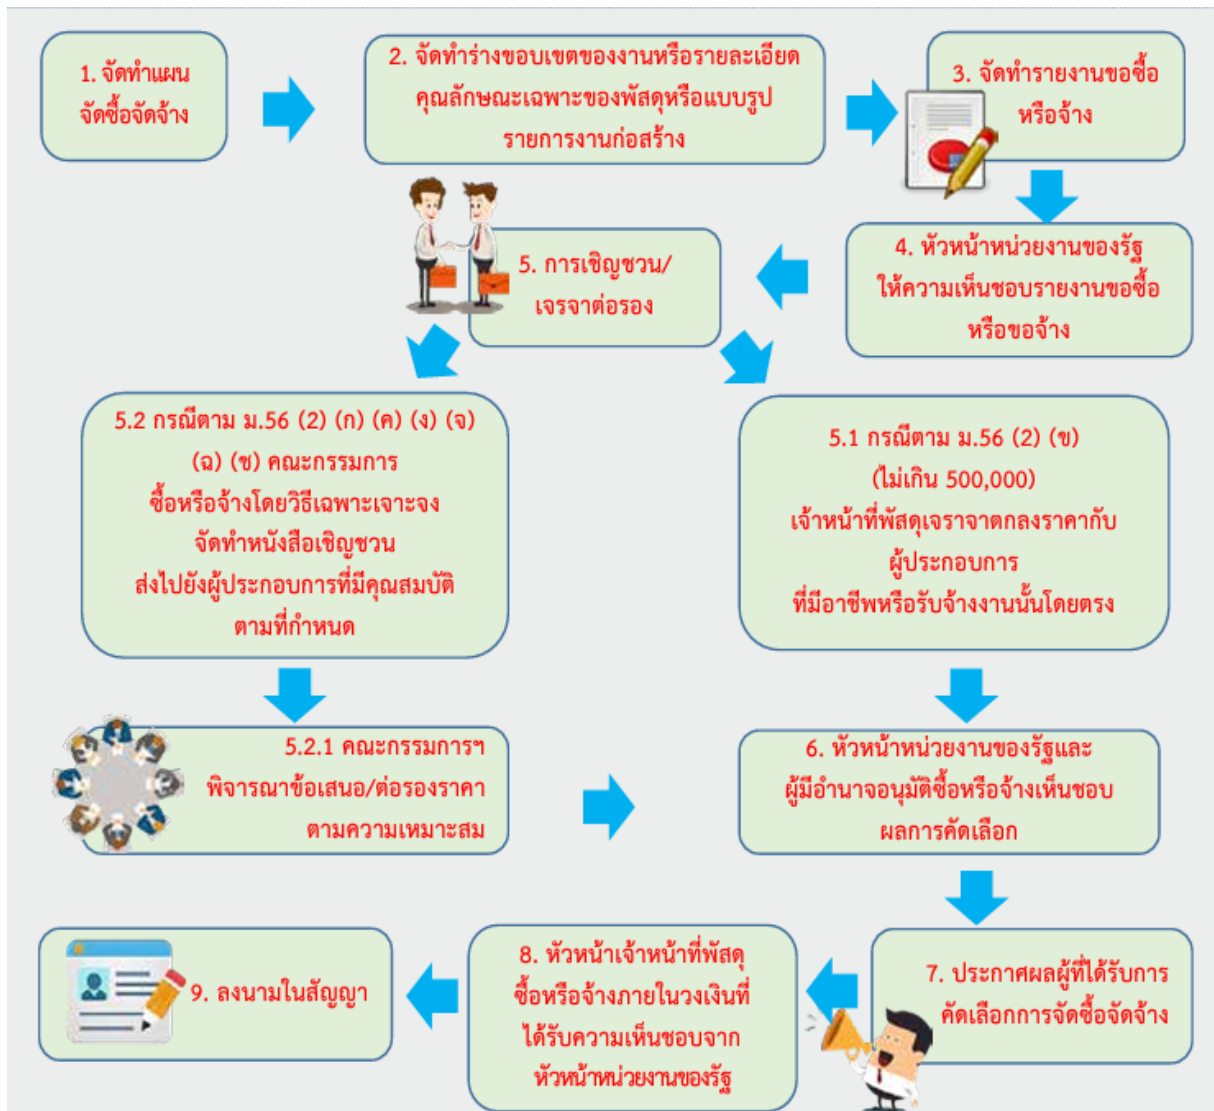 1. จัดทำแผน
จัดซื้อจัดจ้าง
2. จัดทำร่างขอบเขตของงานหรือรายละเอียด
คุณลักษณะเฉพาะของพัสดุหรือแบบรูป
รายการงานก่อสร้าง
3. จัดทำรายงานขอซื้อ
หรือจ้าง
4. หัวหน้าหน่วยงานของรัฐ
ให้ความเห็นชอบรายงานขอซื้อ
หรือขอจ้าง
5. การเชิญชวน/
เจรจาต่อรอง
5.1 กรณีตาม ม.56 (2) (ข)
(ไม่เกิน 500,000)
เจ้าหน้าที่พัสดุเจราจาตกลงราคากับ
ผู้ประกอบการ
ที่มีอาชีพหรือรับจ้างงานนั้นโดยตรง
5.2 กรณีตาม ม.56 (2) (ก) (ค) (ง) (จ)
(ฉ) (ช) คณะกรรมการ
ซื้อหรือจ้างโดยวิธีเฉพาะเจาะจง
จัดทำหนังสือเชิญชวน
ส่งไปยังผู้ประกอบการที่มีคุณสมบัติ
ตามที่กำหนด
5.2.1 คณะกรรมการฯ
พิจารณาข้อเสนอ/ต่อรองราคา
ตามความเหมาะสม
6. หัวหน้าหน่วยงานของรัฐและ
ผู้มีอำนาจอนุมัติซื้อหรือจ้างเห็นชอบ
ผลการคัดเลือก
7. ประกาศผลผู้ที่ได้รับการ
คัดเลือกการจัดซื้อจัดจ้าง
8. หัวหน้าเจ้าหน้าที่พัสดุ
ซื้อหรือจ้างภายในวงเงินที่
ได้รับความเห็นชอบจาก
หัวหน้าหน่วยงานของรัฐ
9. ลงนามในสัญญา